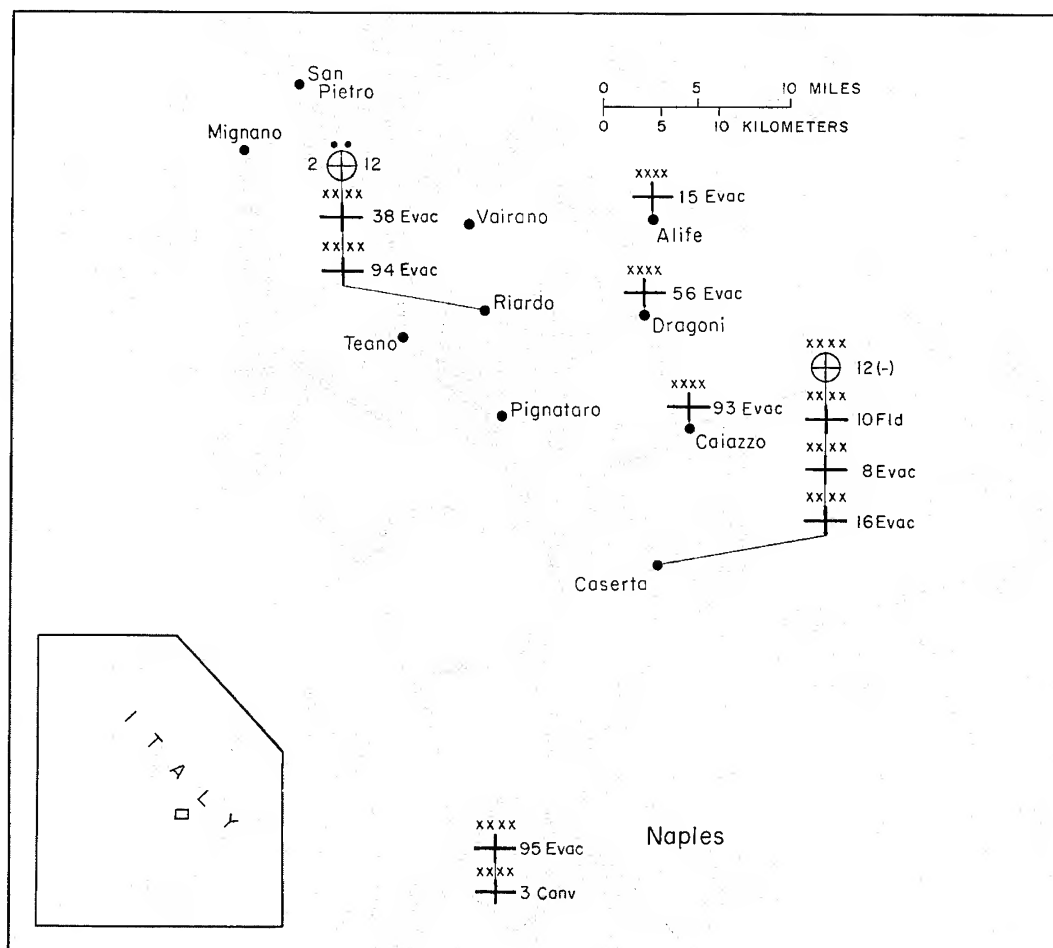 San
Pietro
Mignano
0 5 10 MILES
0 5 10 KILOMETERS
2 12
xxxx
38 Evac
xxxx
94 Evac
Vairano
Riardo
Teano
xxxx
15 Evac
Alife
xxxx
56 Evac
Dragoni
Pignataro
xxxx
93 Evac
Caiazzo
xxxx
12(-)
xxxx
10 Fld
xxxx
8 Evac
xxxx
16 Evac
Caserta
ITALY
xxxx
95 Evac
xxxx
3 Conv
Naples